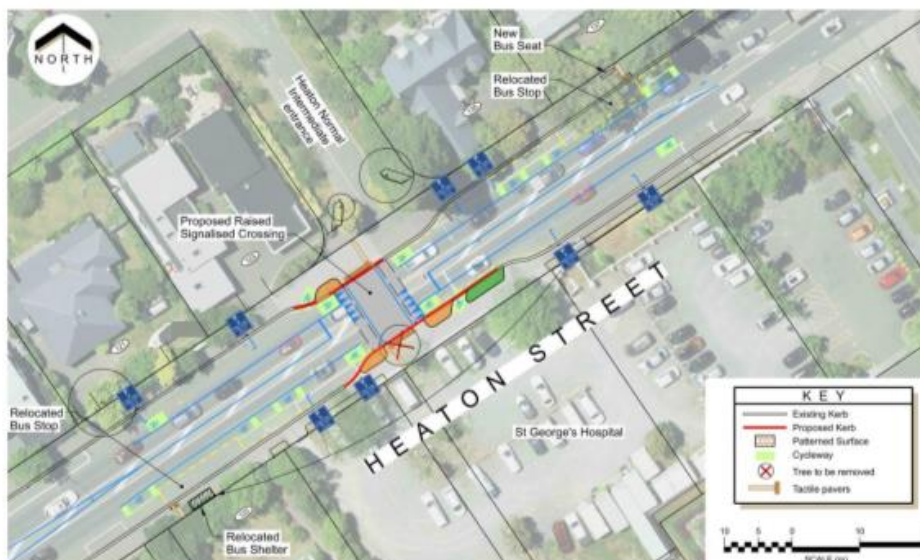 NORTH
Heaton Normal
Intermediate
entrance
New
Bus Seat
Relocated
Bus Stop
Proposed Raised
Signalised Crossing
HEATON STREET
St George's Hospital
Relocated
Bus Stop
Relocated
Bus Shelter
KEY
Existing Kerb
Proposed Kerb
Patterned Surface
Cycleway
Tree to be removed
Tactile pavers
10 5 0 10
SCALE (m)